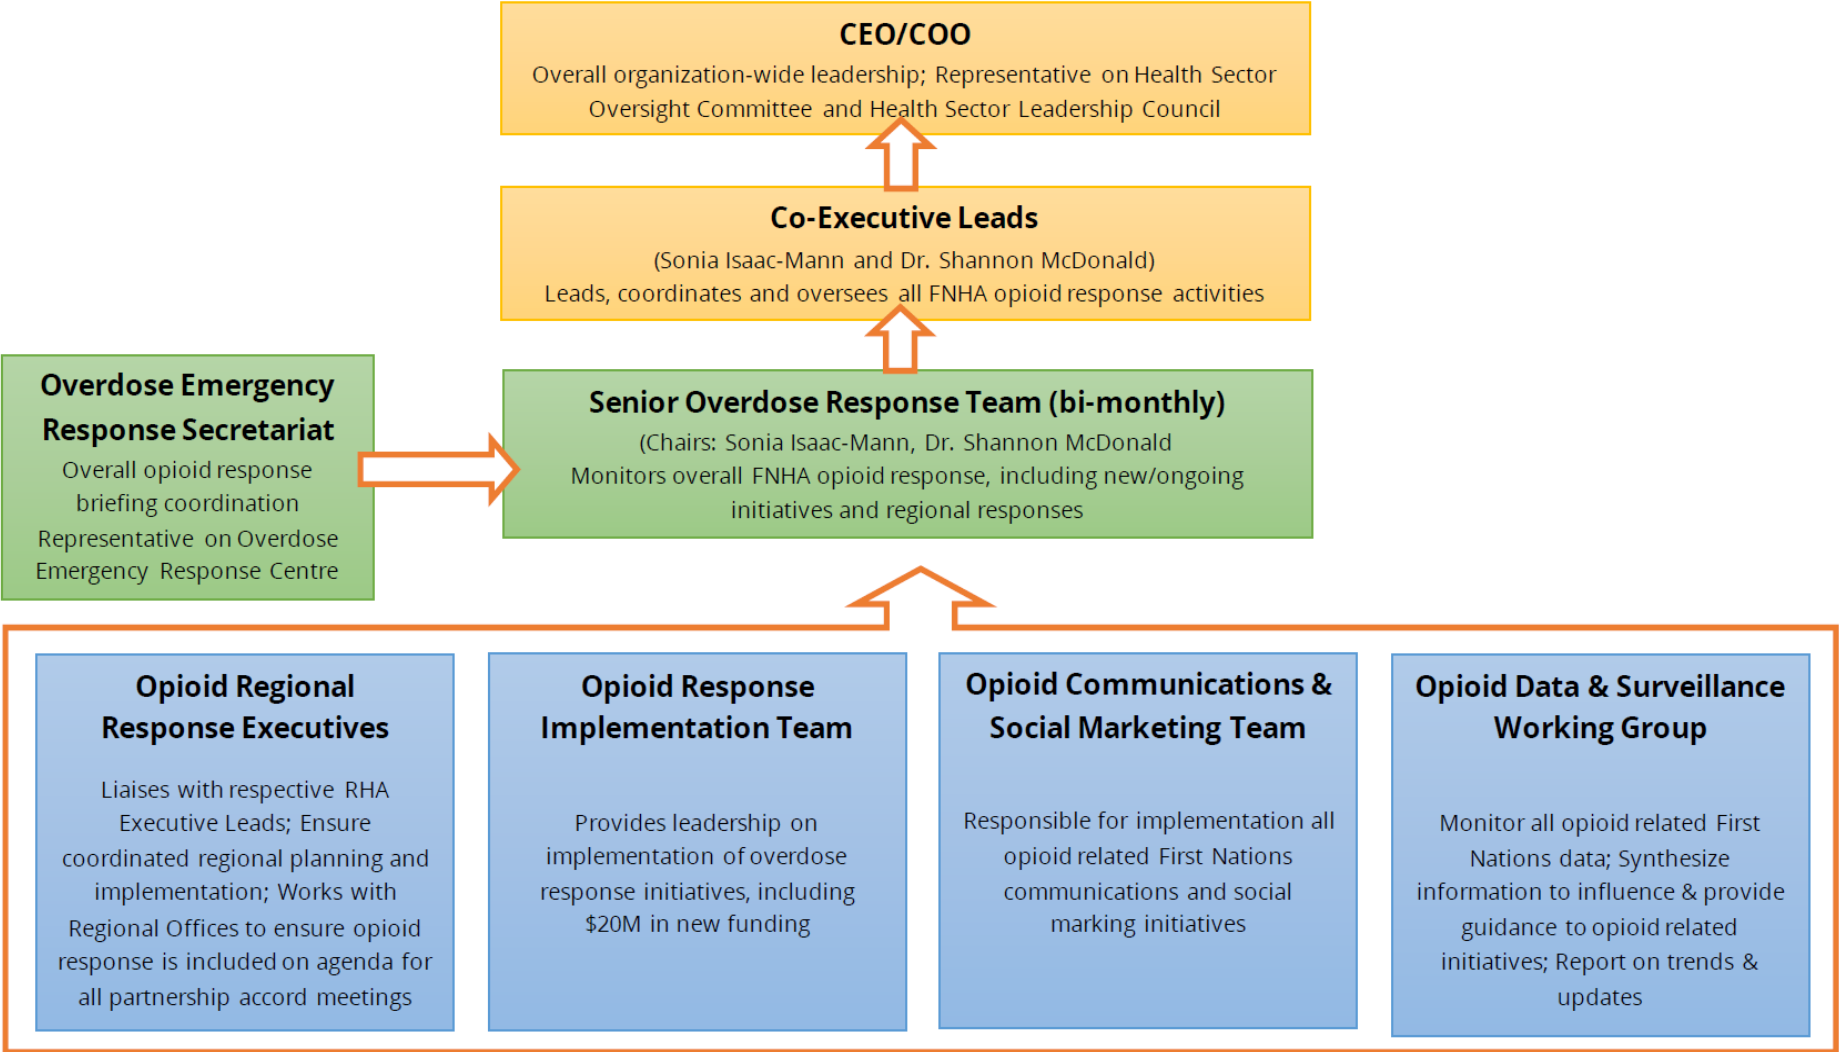 CEO/COO
Overall organization-wide leadership; Representative on Health Sector
Oversight Committee and Health Sector Leadership Council
Co-Executive Leads
(Sonia Isaac-Mann and Dr. Shannon McDonald)
Leads, coordinates and oversees all FNHA opioid response activities
Overdose Emergency
Response Secretariat
Overall opioid response
briefing coordination
Representative on Overdose
Emergency Response Centre
Senior Overdose Response Team (bi-monthly)
(Chairs: Sonia Isaac-Mann, Dr. Shannon McDonald
Monitors overall FNHA opioid response, including new/ongoing
initiatives and regional responses
Opioid Regional
Response Executives
Liaises with respective RHA
Executive Leads; Ensure
coordinated regional planning and
implementation; Works with
Regional Offices to ensure opioid
response is included on agenda for
all partnership accord meetings
Opioid Response
Implementation Team
Provides leadership on
implementation of overdose
response initiatives, including
$20M in new funding
Opioid Communications &
Social Marketing Team
Responsible for implementation all
opioid related First Nations
communications and social
marking initiatives
Opioid Data & Surveillance
Working Group
Monitor all opioid related First
Nations data; Synthesize
information to influence & provide
guidance to opioid related
initiatives; Report on trends &
updates